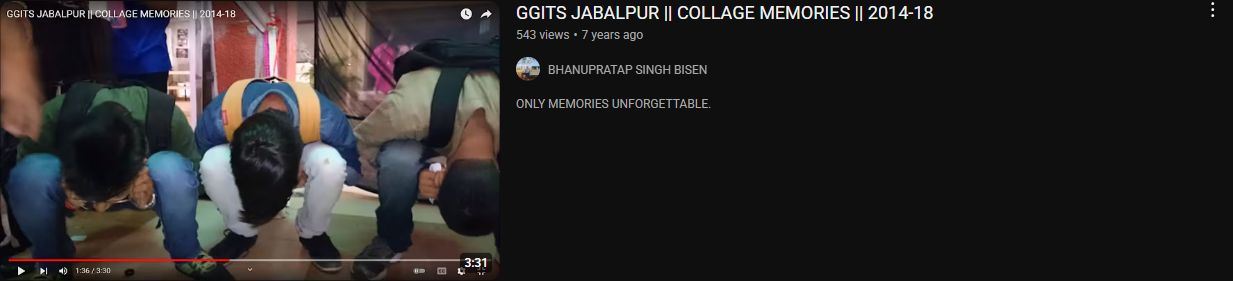 GGITS JABALPUR || COLLAGE MEMORIES || 2014-18
1:36 / 3:30
3:31
GGITS JABALPUR || COLLAGE MEMORIES || 2014-18
543 views • 7 years ago
BHANUPRATAP SINGH BISEN
ONLY MEMORIES UNFORGETTABLE.